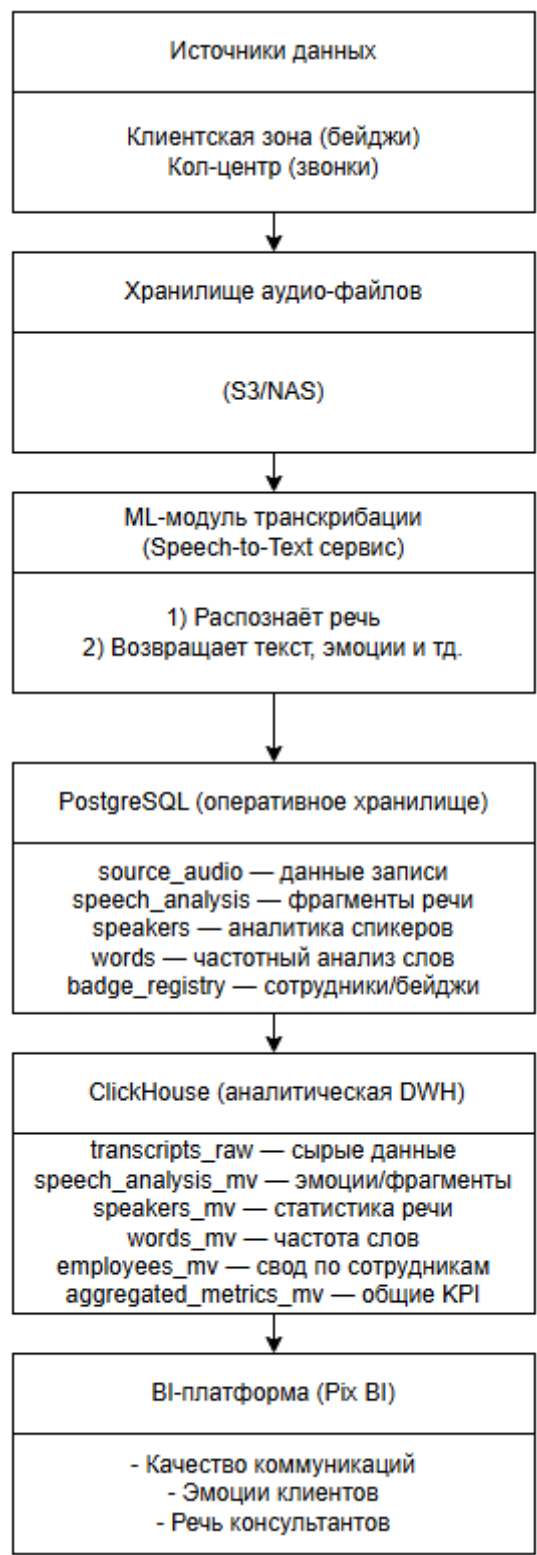 Источники данных
Клиентская зона (бейджи)
Кол-центр (звонки)
Хранилище аудио-файлов
(S3/NAS)
ML-модуль транскрибации
(Speech-to-Text сервис)
1) Распознаёт речь
2) Возвращает текст, эмоции и тд.
PostgreSQL (оперативное хранилище)
source_audio — данные записи
speech_analysis — фрагменты речи
speakers — аналитика спикеров
words — частотный анализ слов
badge_registry — сотрудники/бейджи
ClickHouse (аналитическая DWH)
transcripts_raw — сырые данные
speech_analysis_mv — эмоции/фрагменты
speakers_mv — статистика речи
words_mv — частота слов
employees_mv — свод по сотрудникам
aggregated_metrics_mv — общие KPI
BI-платформа (Pix BI)
- Качество коммуникаций
- Эмоции клиентов
- Речь консультантов